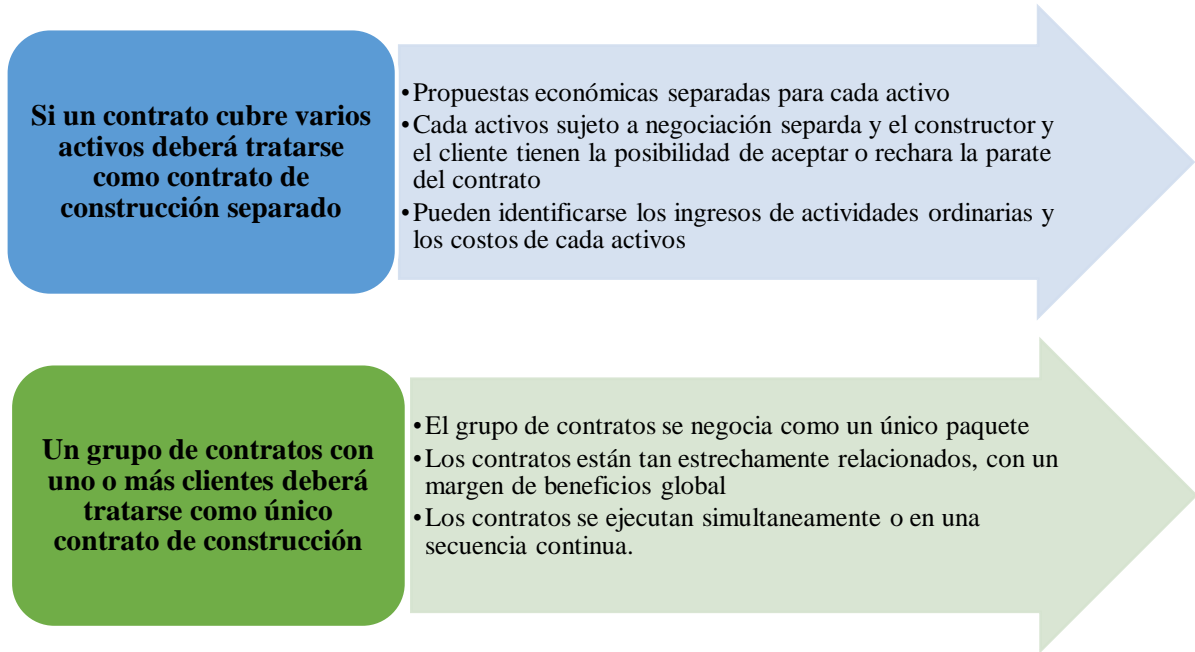 Si un contrato cubre varios
activos deberá tratarse
como contrato de
construcción separado
•Propuestas económicas separadas para cada activo
•Cada activos sujeto a negociación separda y el constructor y
el cliente tienen la posibilidad de aceptar o rechara la parate
del contrato
•Pueden identificarse los ingresos de actividades ordinarias y
los costos de cada activos
Un grupo de contratos con
uno o más clientes deberá
tratarse como único
contrato de construcción
•El grupo de contratos se negocia como un único paquete
•Los contratos están tan estrechamente relacionados, con un
margen de beneficios global
•Los contratos se ejecutan simultaneamente o en una
secuencia continua.